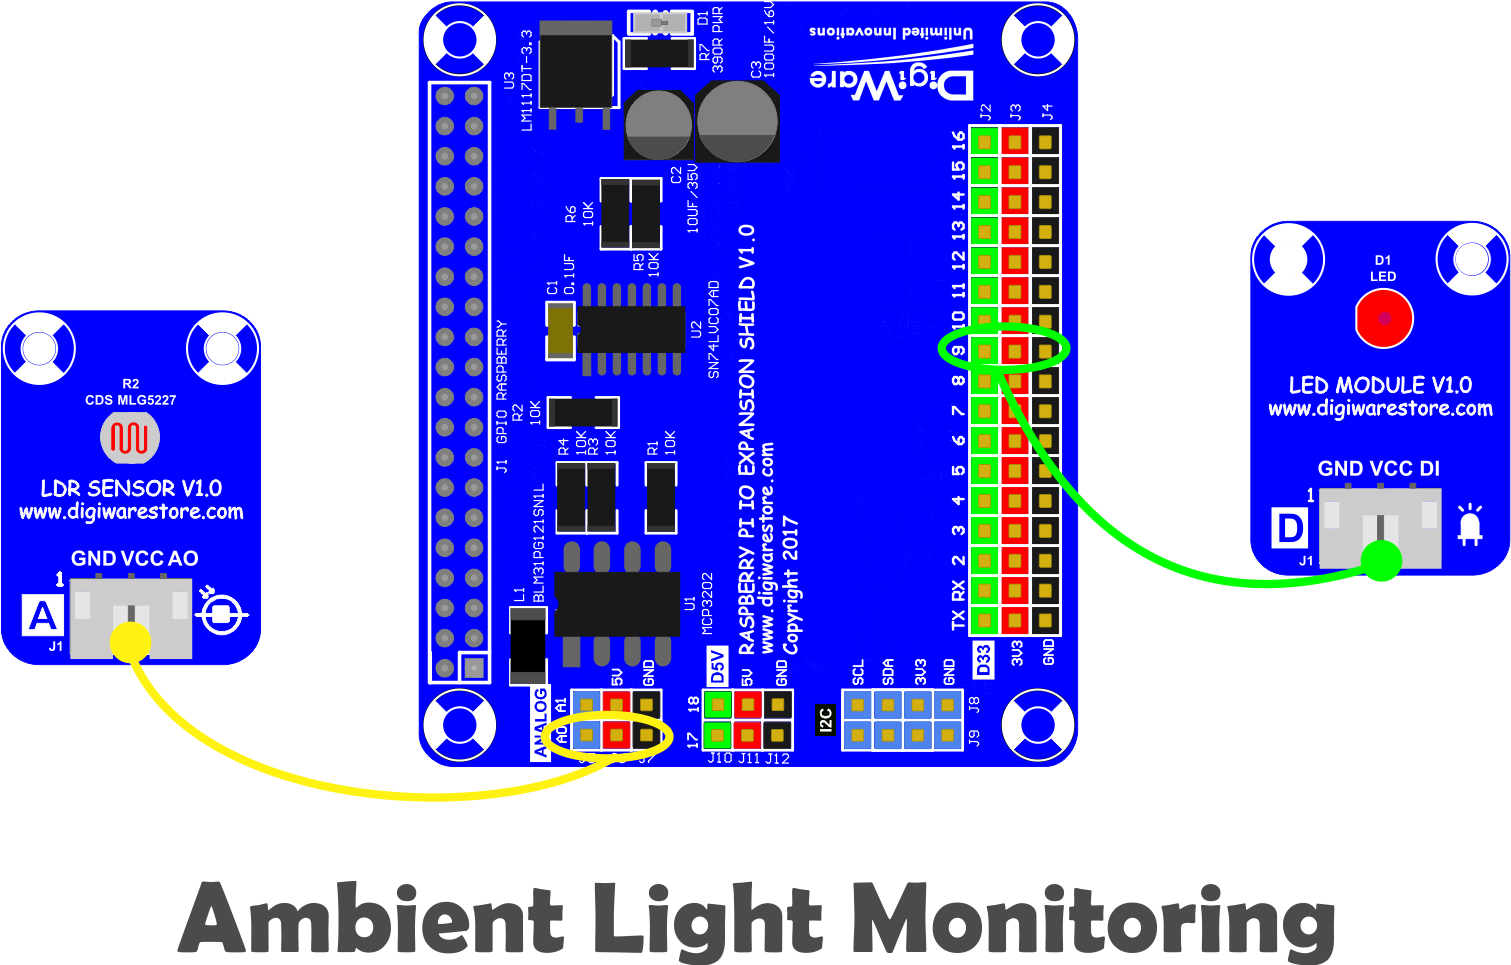 R2
CDS MLG5227
LDR SENSOR V1.0
www.digiwarestore.com
GND VCC AO
1
A
J1
U3
LM1117DT-3.3
D1
PWR
R7
390R
C3
100UF/16V
C2
10UF/35V
Unlimited Innovations
DigiWare
R6
10K
R5
10K
C1
0.1UF
U2
SN74LVC07AD
J1 GPIO RASPBERRY
R2
10K
R4
10K
R3
10K
R1
10K
L1
BLM31PG121SN1L
U1
MCP3202
RASPBERRY PI IO EXPANSION SHIELD V1.0
www.digiwarestore.com
Copyright 2017
J2
J3
J4
16
15
14
13
12
11
10
9
8
7
6
5
4
3
2
RX
TX
D33
3V3
GND
ANALOG
A1
A0
5V
GND
J7
D5V
5V
GND
18
17
J10
J11
J12
I2C
SCL
SDA
3V3
GND
J8
J9
D1
LED
LED MODULE V1.0
www.digiwarestore.com
GND VCC DI
1
D
J1
Ambient Light Monitoring